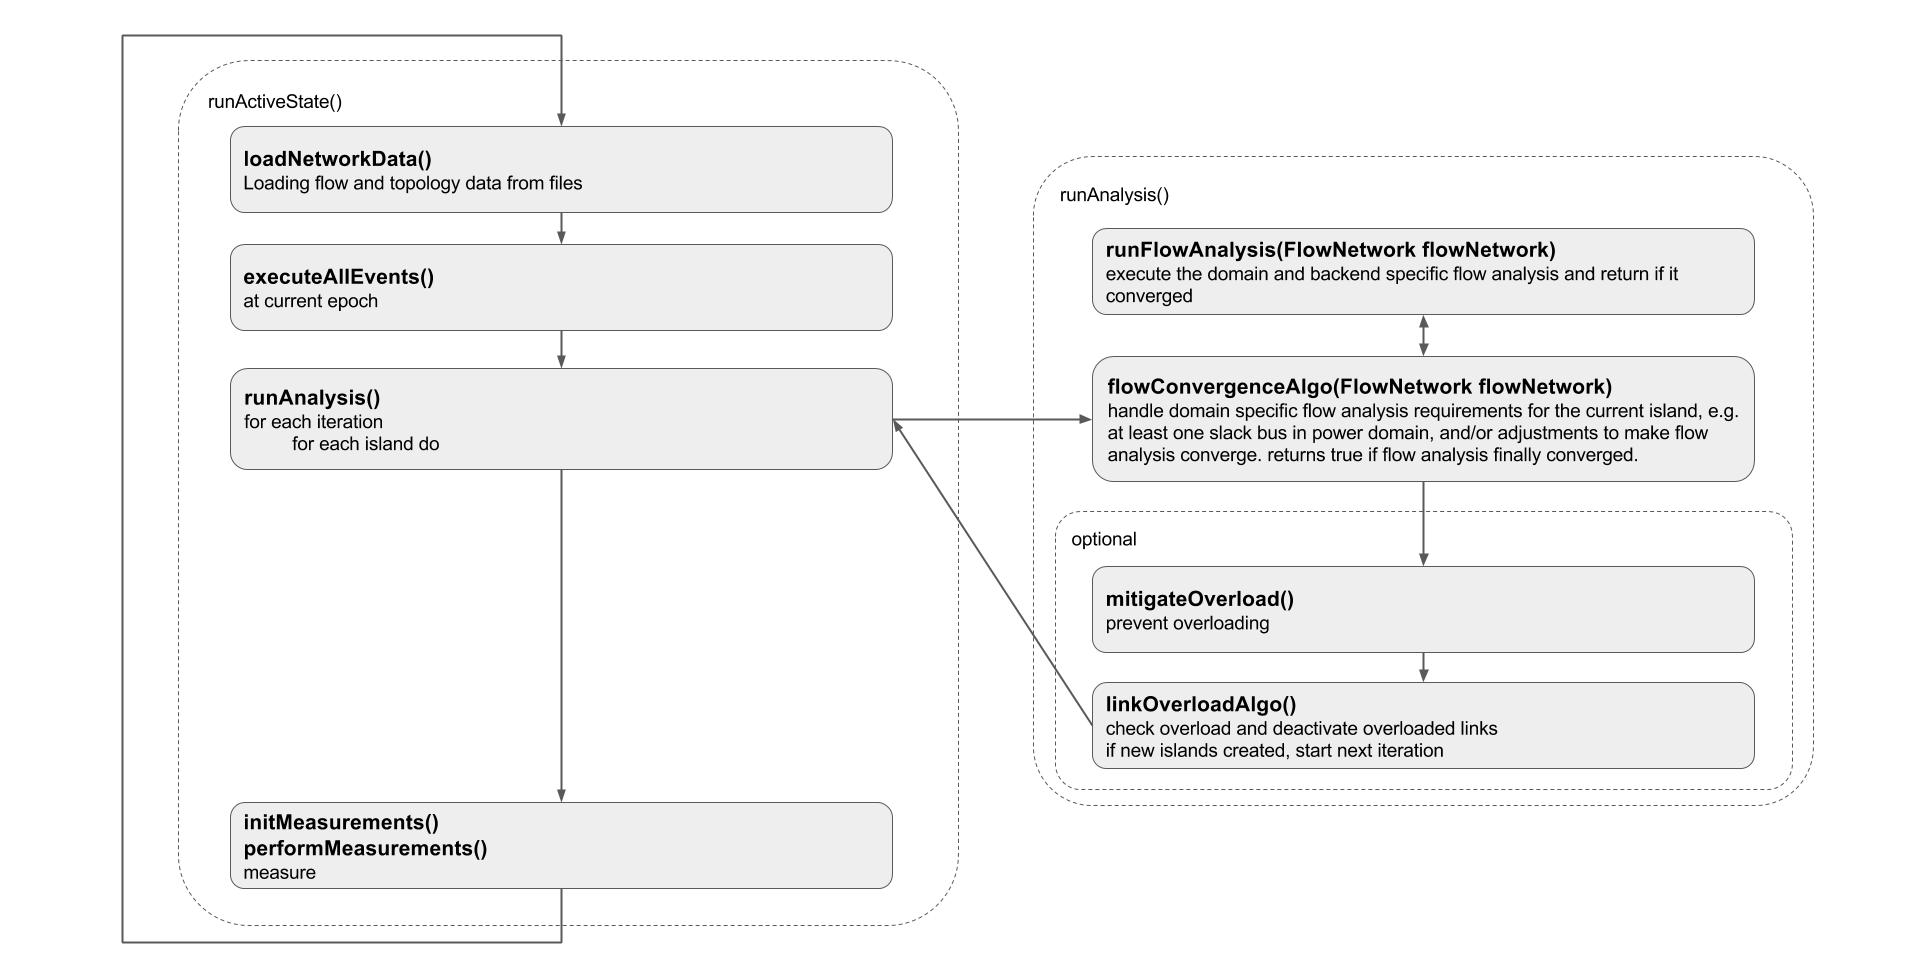 runActiveState()
loadNetworkData()
Loading flow and topology data from files
executeAllEvents()
at current epoch
runAnalysis()
for each iteration
for each island do
initMeasurements()
performMeasurements()
measure
runAnalysis()
runFlowAnalysis(FlowNetwork flowNetwork)
execute the domain and backend specific flow analysis and return if it
converged
flowConvergenceAlgo(FlowNetwork flowNetwork)
handle domain specific flow analysis requirements for the current island, e.g.
at least one slack bus in power domain, and/or adjustments to make flow
analysis converge. returns true if flow analysis finally converged.
optional
mitigateOverload()
prevent overloading
linkOverloadAlgo()
check overload and deactivate overloaded links
if new islands created, start next iteration